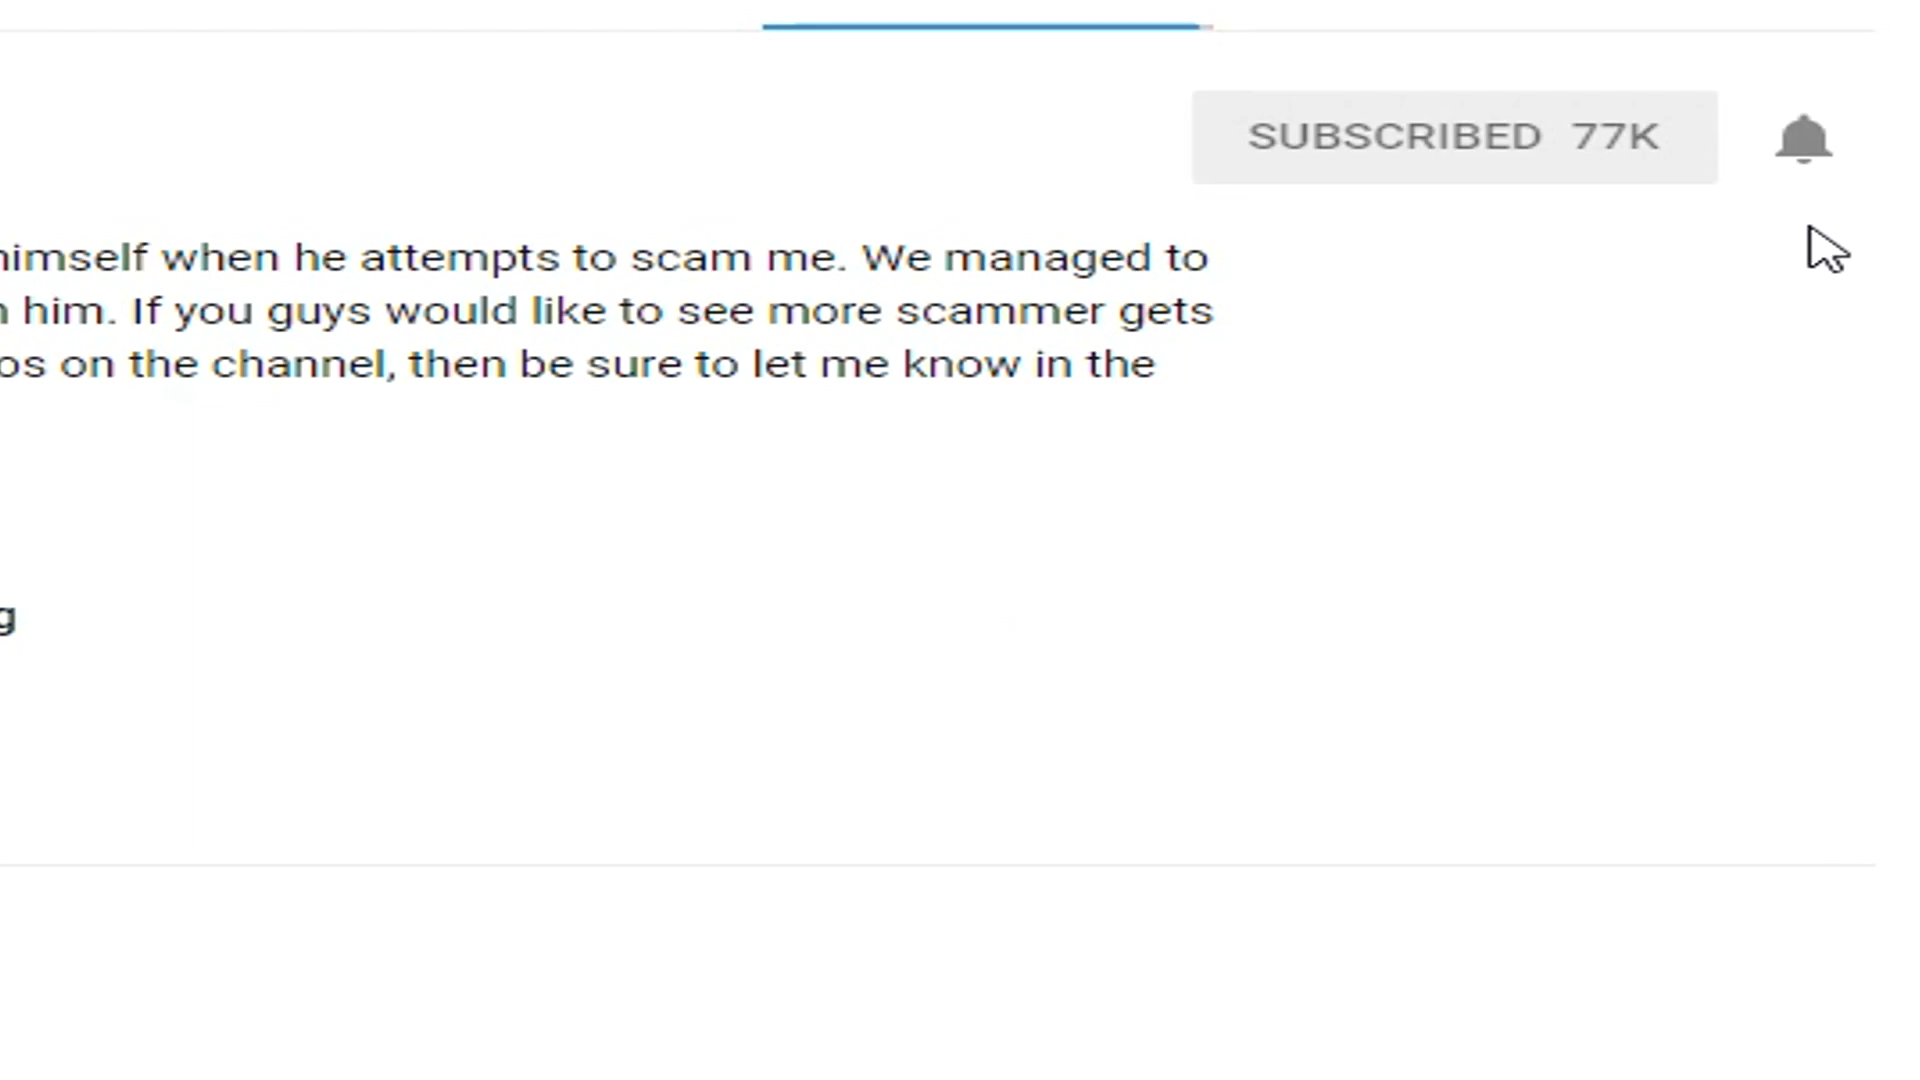 SUBSCRIBED 77K
himself when he attempts to scam me. We managed to
him. If you guys would like to see more scammer gets
on the channel, then be sure to let me know in the